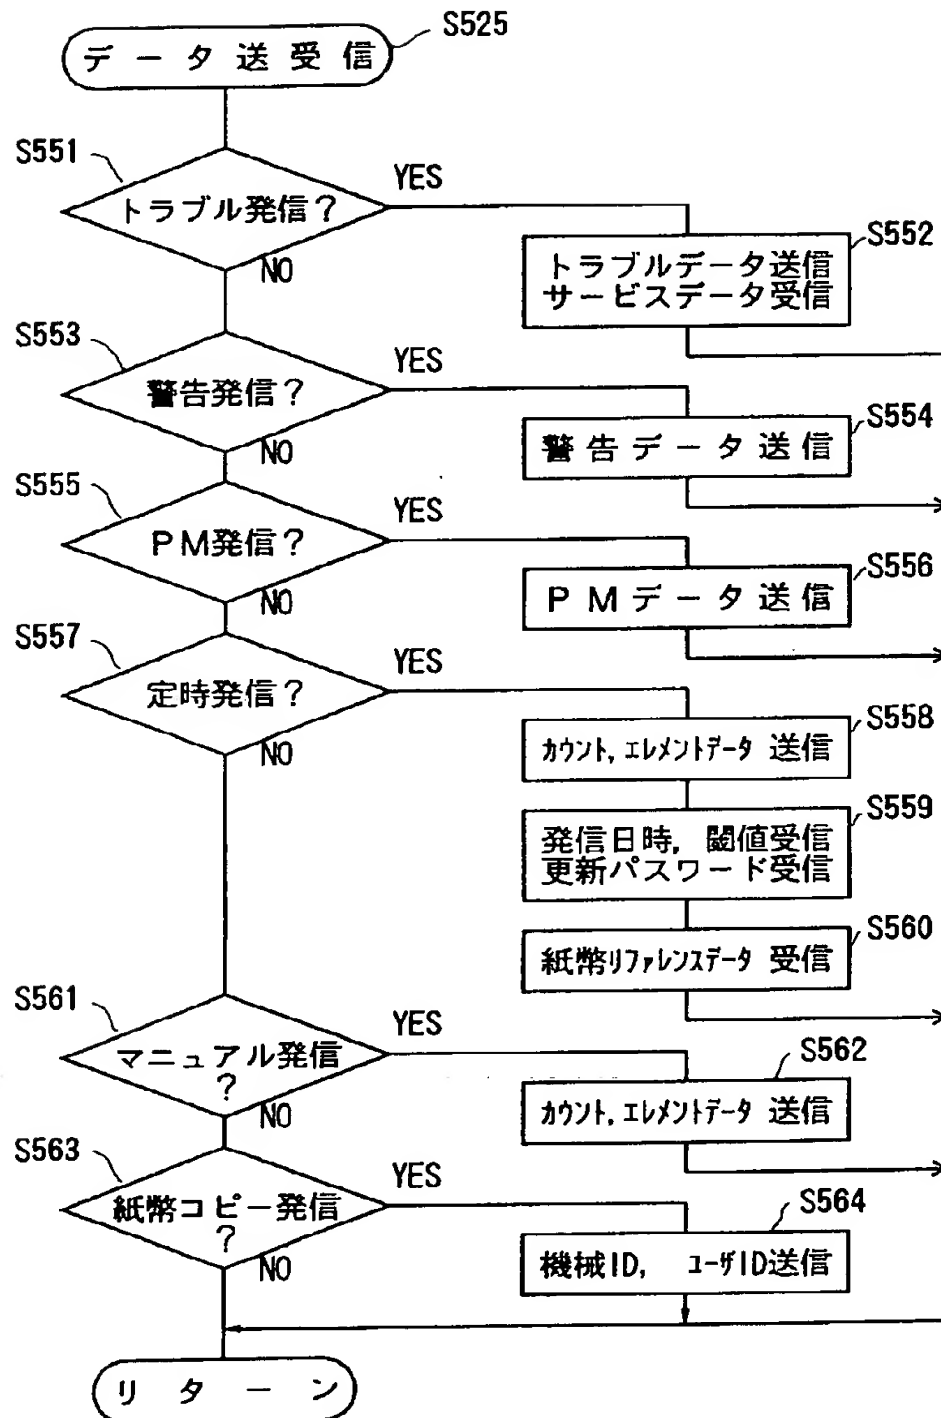 S525
データ送受信
S551
トラブル発信?
YES
NO
S552
トラブルデータ送信
サービスデータ受信
S553
警告発信?
YES
NO
S554
警告データ送信
S555
PM発信?
YES
NO
S556
PMデータ送信
S557
定時発信?
YES
NO
S558
カウント,エレメントデータ 送信
S559
発信日時,閾値受信
更新パスワード受信
S560
紙幣リファレンスデータ 受信
S561
マニュアル発信
?
YES
NO
S562
カウント,エレメントデータ 送信
S563
紙幣コピー発信
?
YES
NO
S564
機械ID, ユーザID送信
リターン